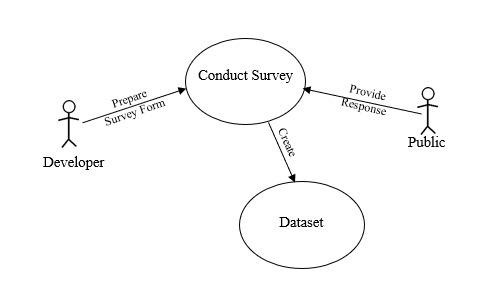 Conduct Survey
Prepare
Survey Form
Provide
Response
Developer
Public
Create
Dataset